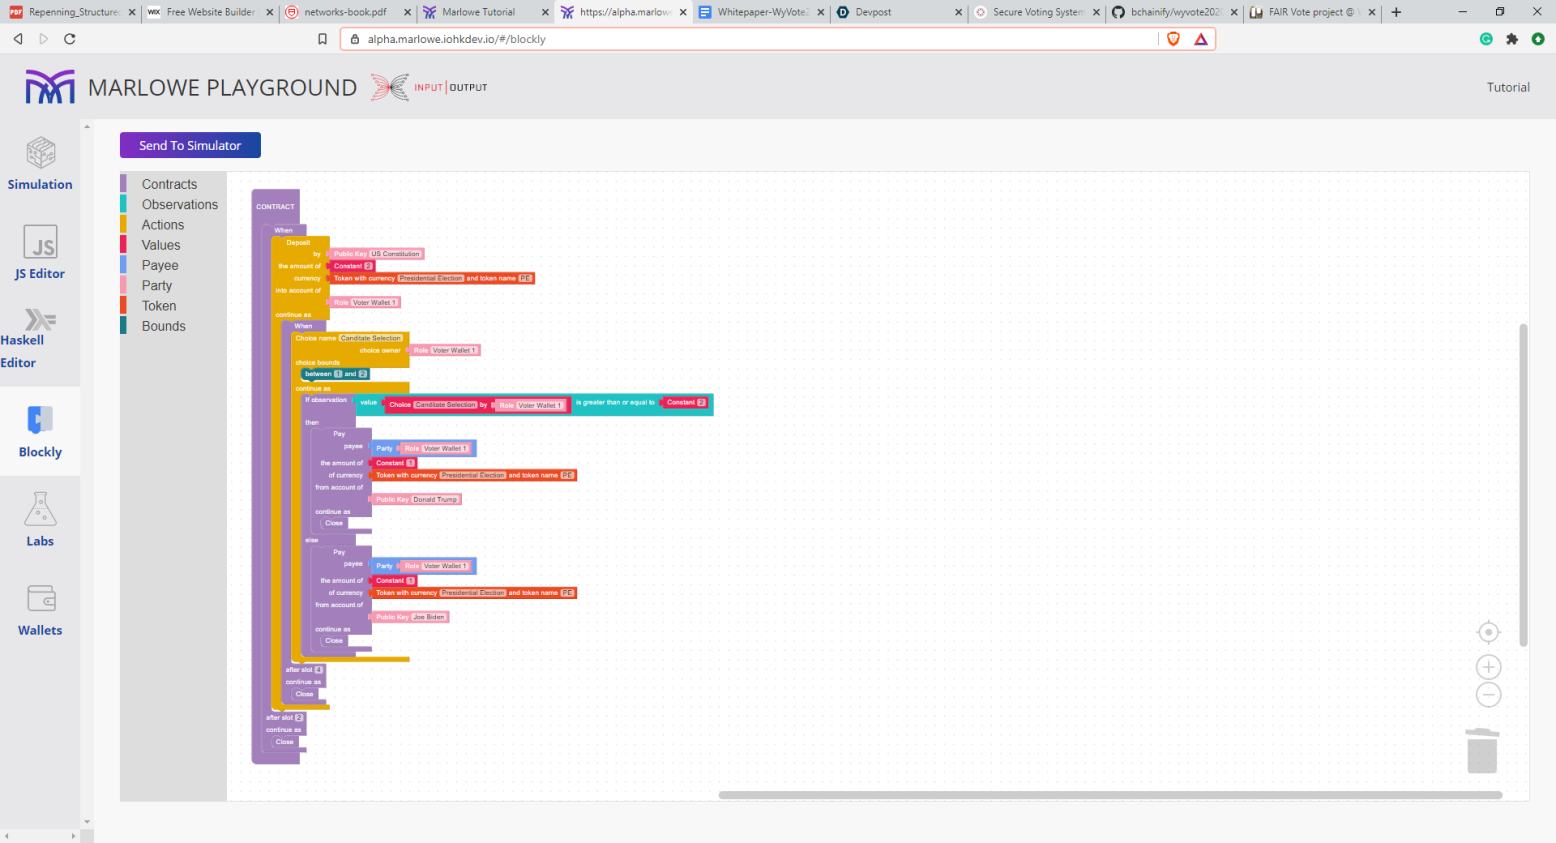 Repenning_Structured
Free Website Builder
networks-book.pdf
Marlowe Tutorial
https://alpha.marlowe
Whitepaper-WyVote2
Devpost
Secure Voting System
bchainify/wyvote202
FAIR Vote project @
alpha.marlowe.iohkdev.io/#/blockly
MARLOWE PLAYGROUND
INPUT | OUTPUT
Tutorial
Simulation
JS
JS Editor
Haskell
Editor
Blockly
Labs
Wallets
Send To Simulator
Contracts
Observations
Actions
Values
Payee
Party
Token
Bounds
CONTRACT
When
Deposit
by Public Key US Constitution
the amount of Constant 2
currency Token with currency Presidential Election and token name PE
into account of
Role Voter Wallet 1
continue as
When
Choice name Canditate Selection
choice owner Role Voter Wallet 1
choice bounds
between 1 and 2
continue as
If observation value Choice Canditate Selection by Role Voter Wallet 1 is greater than or equal to Constant 2
then
Pay
payee Party Role Voter Wallet 1
the amount of Constant 1
of currency Token with currency Presidential Election and token name PE
from account of
Public Key Donald Trump
continue as
Close
else
Pay
payee Party Role Voter Wallet 1
the amount of Constant 1
of currency Token with currency Presidential Election and token name PE
from account of
Public Key Joe Biden
continue as
Close
after slot 4
continue as
Close
after slot 2
continue as
Close